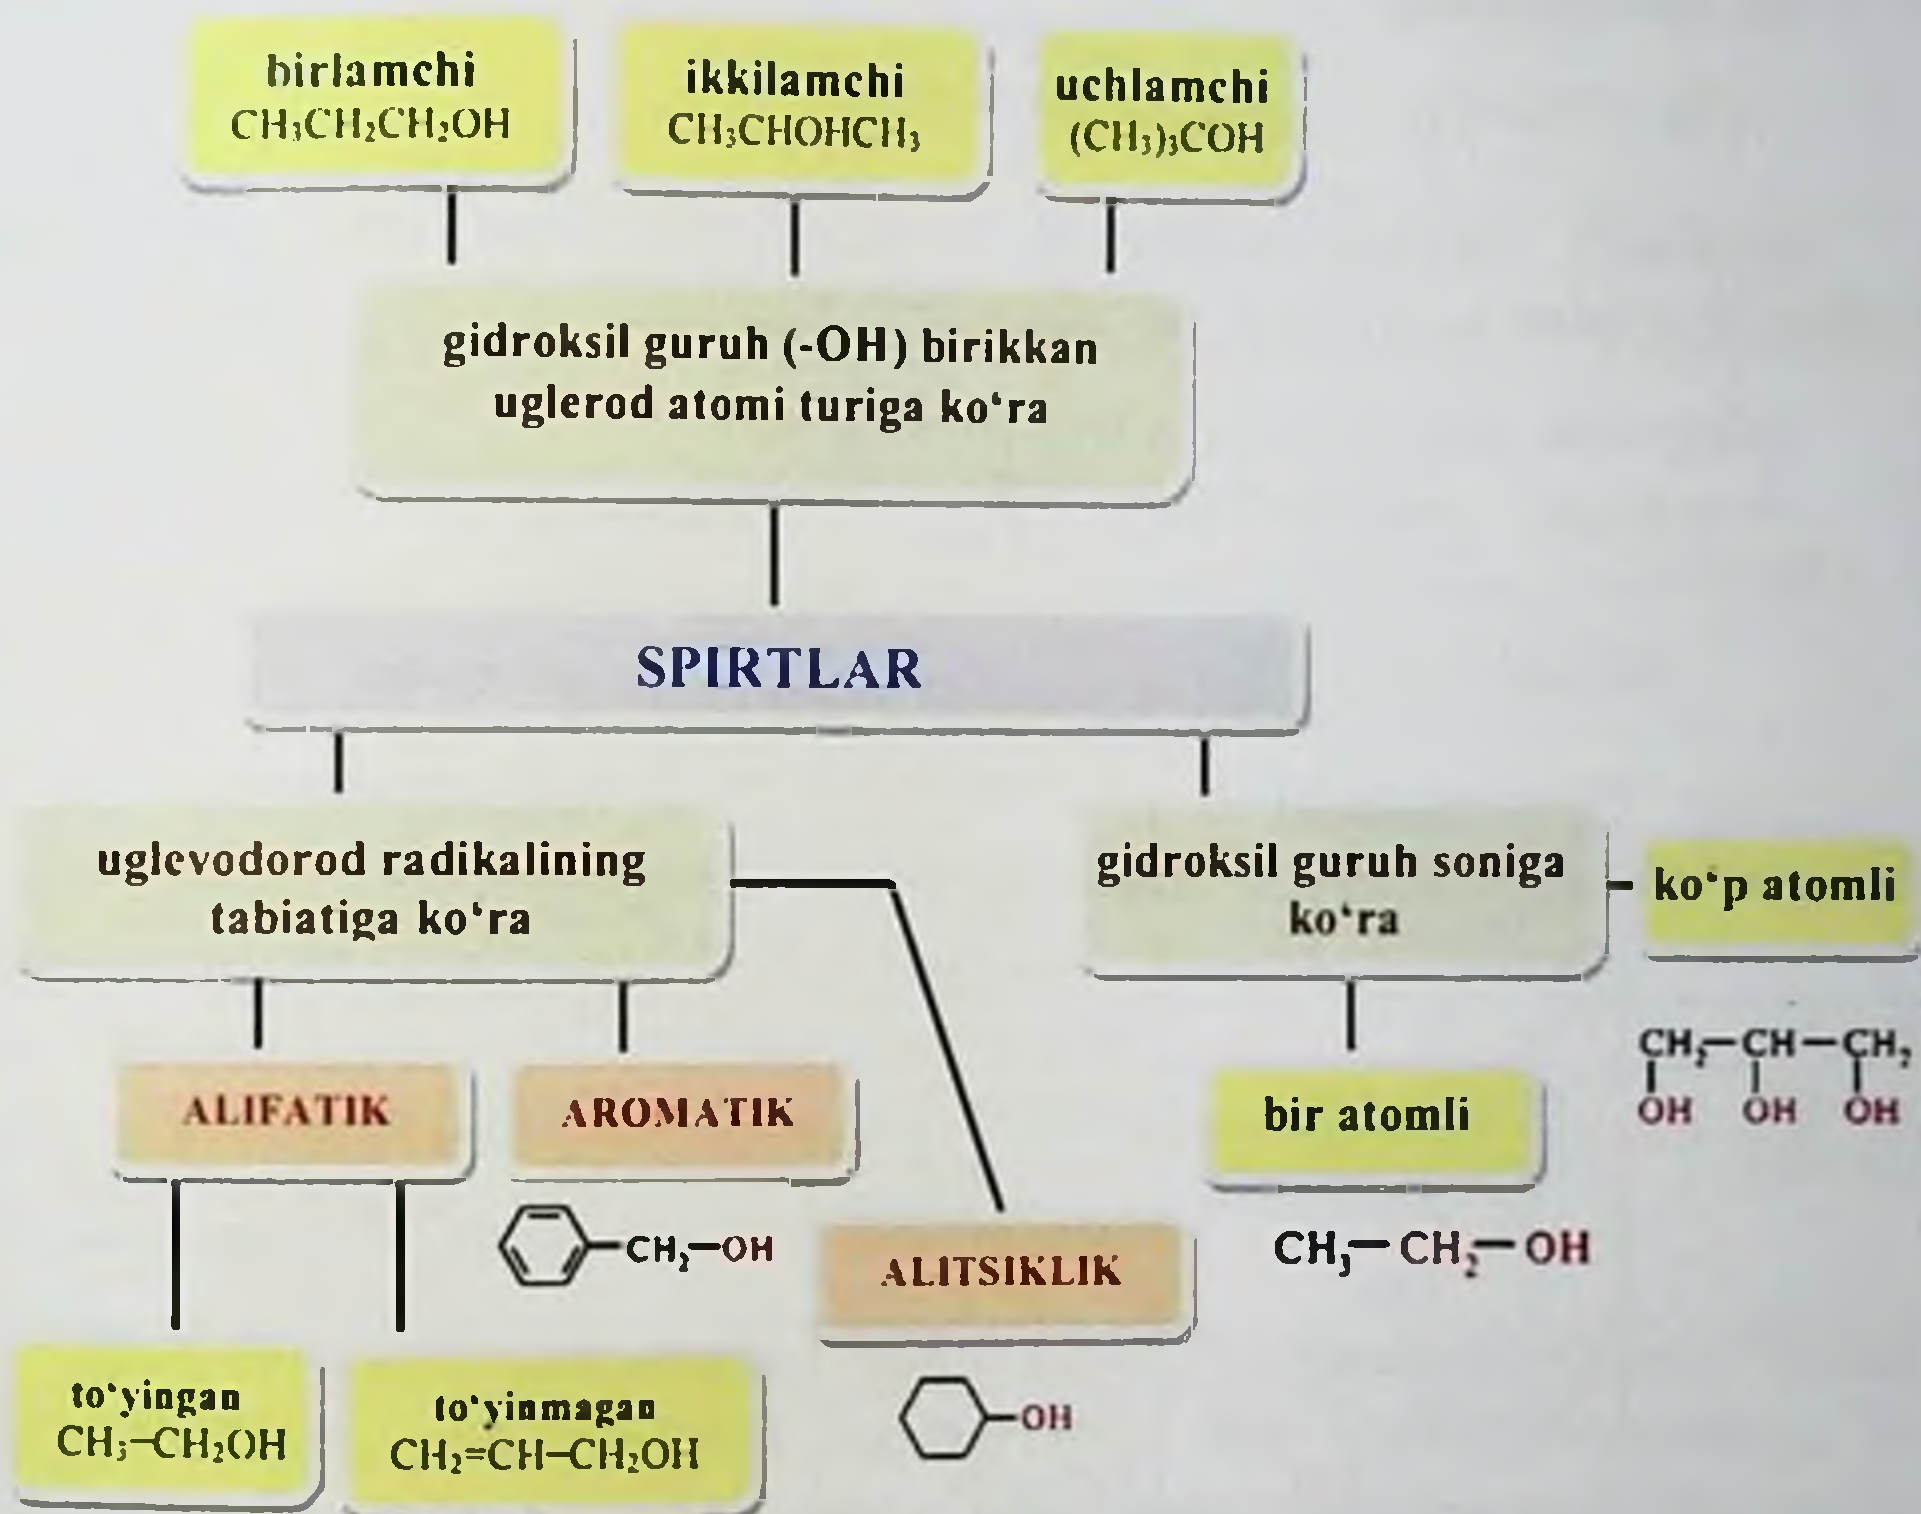 birlamchi
CH₃CH₂CH₂OH
ikkilamchi
CH₃CHOHCH₃
uchlamchi
(CH₃)₃COH
gidroksil guruh (-OH) birikkan
uglerod atomi turiga ko‘ra
SPIRTLAR
uglevodorod radikalining
tabiatiga ko‘ra
gidroksil guruh soniga
ko‘ra
ko‘p atomli
CH₂—CH—CH₂
OH OH OH
ALIFATIK
AROMATIK
bir atomli
CH₂—OH
CH₃—CH₂—OH
ALITSIKLIK
to‘yingan
CH₃—CH₂OH
to‘yinmagan
CH₂=CH—CH₂OH
OH